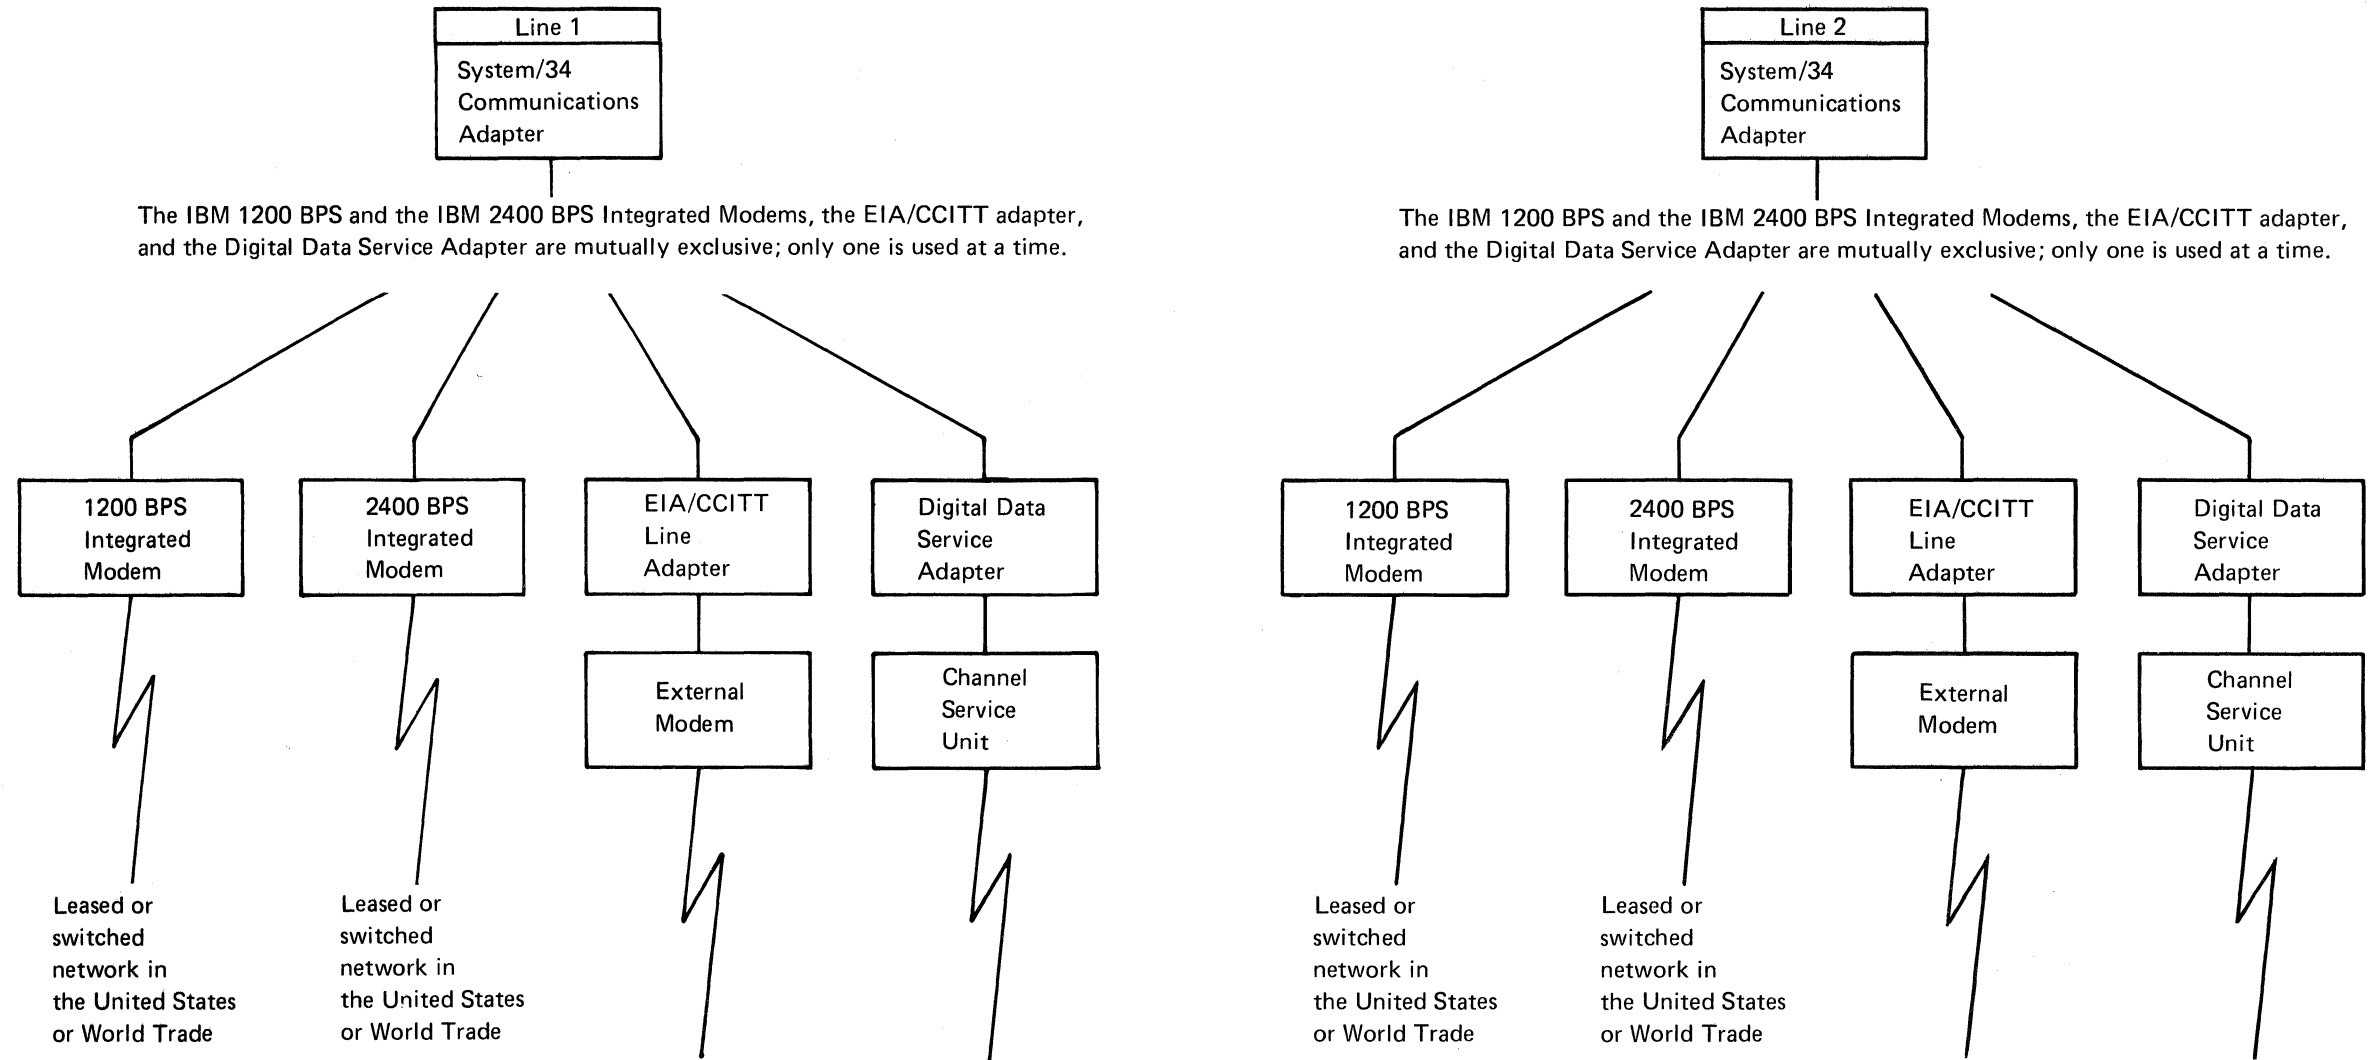 Line 1
System/34
Communications
Adapter
The IBM 1200 BPS and the IBM 2400 BPS Integrated Modems, the EIA/CCITT adapter,
and the Digital Data Service Adapter are mutually exclusive; only one is used at a time.
1200 BPS
Integrated
Modem
2400 BPS
Integrated
Modem
EIA/CCITT
Line
Adapter
Digital Data
Service
Adapter
External
Modem
Channel
Service
Unit
Leased or
switched
network in
the United States
or World Trade
Leased or
switched
network in
the United States
or World Trade
Line 2
System/34
Communications
Adapter
The IBM 1200 BPS and the IBM 2400 BPS Integrated Modems, the EIA/CCITT adapter,
and the Digital Data Service Adapter are mutually exclusive; only one is used at a time.
1200 BPS
Integrated
Modem
2400 BPS
Integrated
Modem
EIA/CCITT
Line
Adapter
Digital Data
Service
Adapter
External
Modem
Channel
Service
Unit
Leased or
switched
network in
the United States
or World Trade
Leased or
switched
network in
the United States
or World Trade